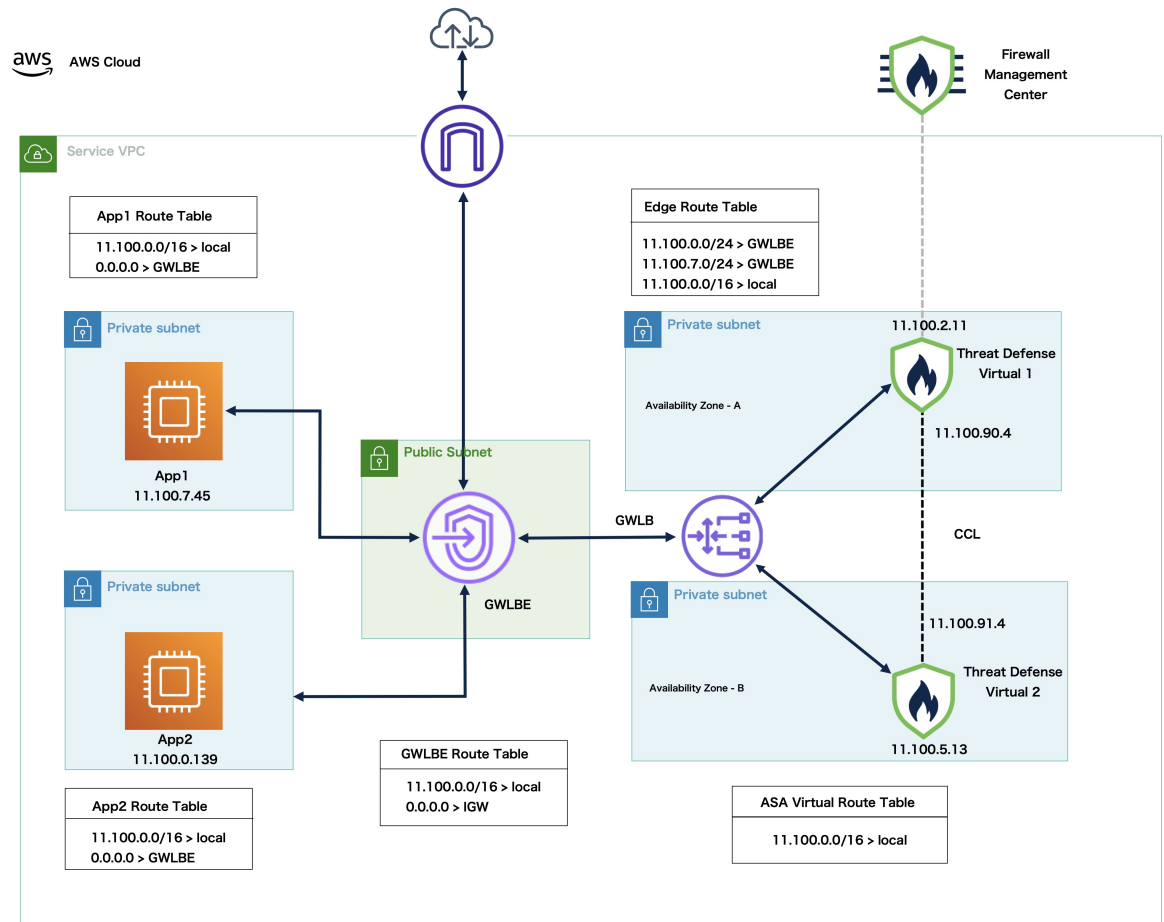 aws
AWS Cloud
Firewall
Management
Center
Service VPC
App1 Route Table
11.100.0.0/16 > local
0.0.0.0 > GWLBE
Edge Route Table
11.100.0.0/24 > GWLBE
11.100.7.0/24 > GWLBE
11.100.0.0/16 > local
Private subnet
App1
11.100.7.45
Private subnet
11.100.2.11
Threat Defense
Virtual 1
Availability Zone - A
11.100.90.4
Public Subnet
GWLBE
GWLB
CCL
Private subnet
App2
11.100.0.139
Private subnet
11.100.91.4
Threat Defense
Virtual 2
Availability Zone - B
11.100.5.13
GWLBE Route Table
11.100.0.0/16 > local
0.0.0.0 > IGW
App2 Route Table
11.100.0.0/16 > local
0.0.0.0 > GWLBE
ASA Virtual Route Table
11.100.0.0/16 > local